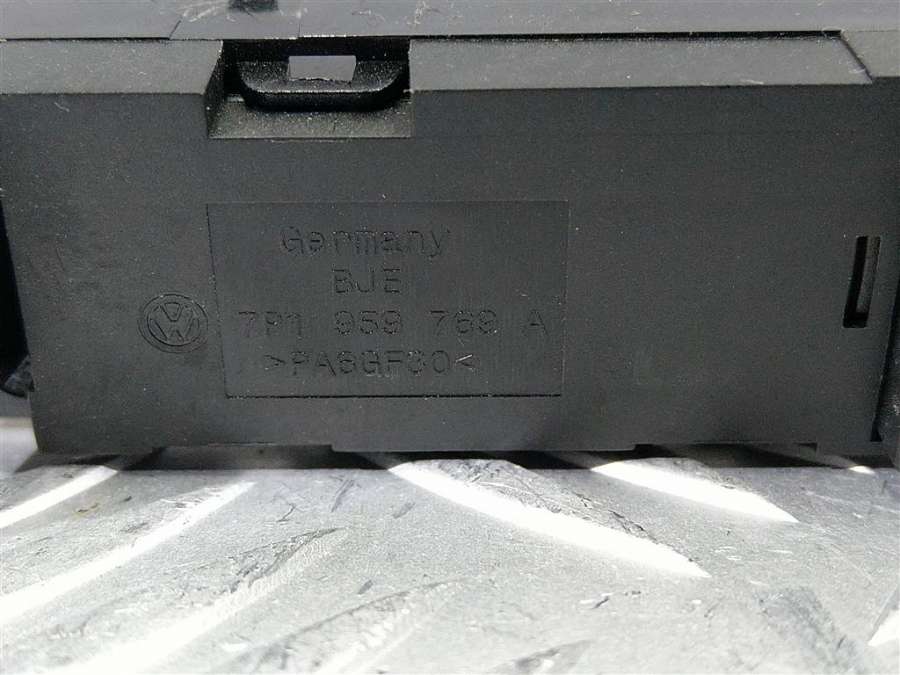 Germany
BJE
7P1 959 769 A
>PA6GF30<